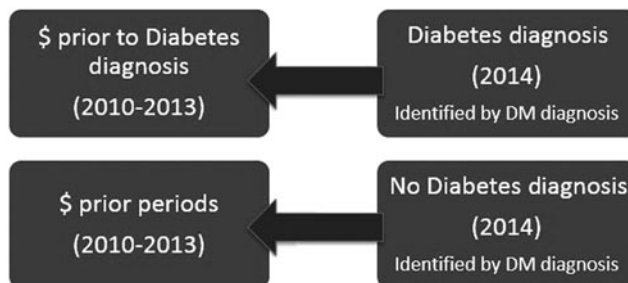 $ prior to Diabetes
diagnosis
(2010-2013)
Diabetes diagnosis
(2014)
Identified by DM diagnosis
$ prior periods
(2010-2013)
No Diabetes diagnosis
(2014)
Identified by DM diagnosis